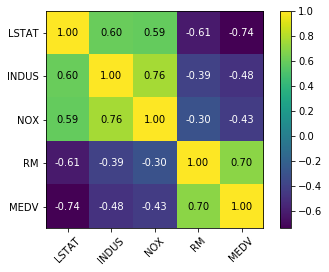 LSTAT 1.00 0.60 0.59 -0.61 -0.74
INDUS 0.60 1.00 0.76 -0.39 -0.48
NOX 0.59 0.76 1.00 -0.30 -0.43
RM -0.61 -0.39 -0.30 1.00 0.70
MEDV -0.74 -0.48 -0.43 0.70 1.00
LSTAT INDUS NOX RM MEDV
1.0
0.8
0.6
0.4
0.2
0.0
−0.2
−0.4
−0.6